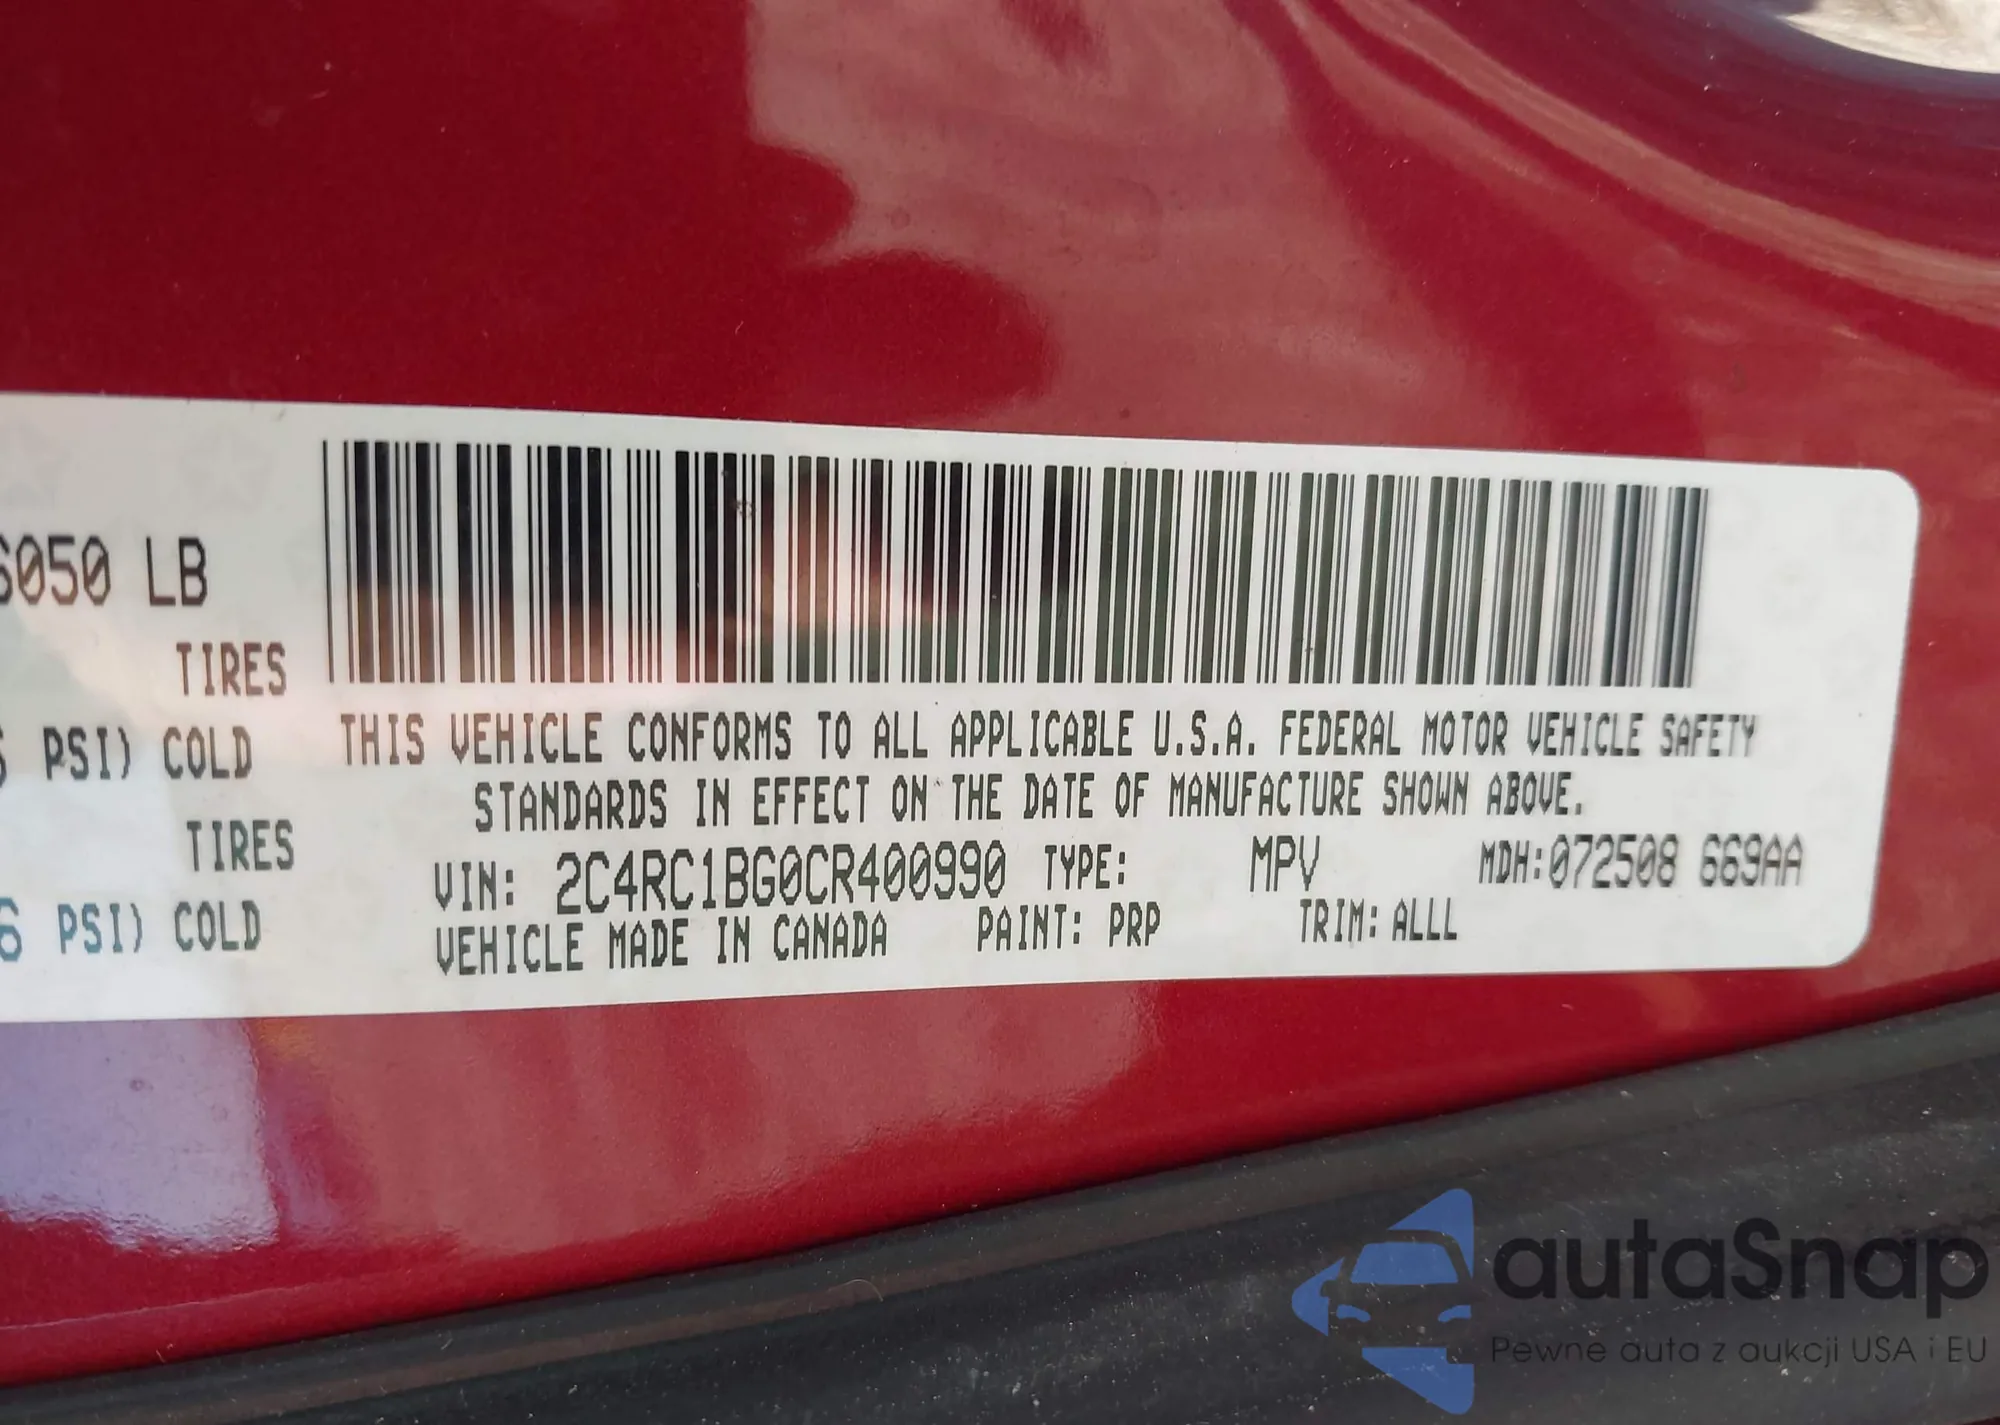 6050 LB
TIRES
PSI) COLD
TIRES
6 PSI) COLD
THIS VEHICLE CONFORMS TO ALL APPLICABLE U.S.A. FEDERAL MOTOR VEHICLE SAFETY
STANDARDS IN EFFECT ON THE DATE OF MANUFACTURE SHOWN ABOVE.
VIN: 2C4RC1BG0CR400990 TYPE: MPV MDH:072508 669AA
VEHICLE MADE IN CANADA PAINT: PRP TRIM: ALLL
autaSnap
Pewne auta z aukcji USA i EU